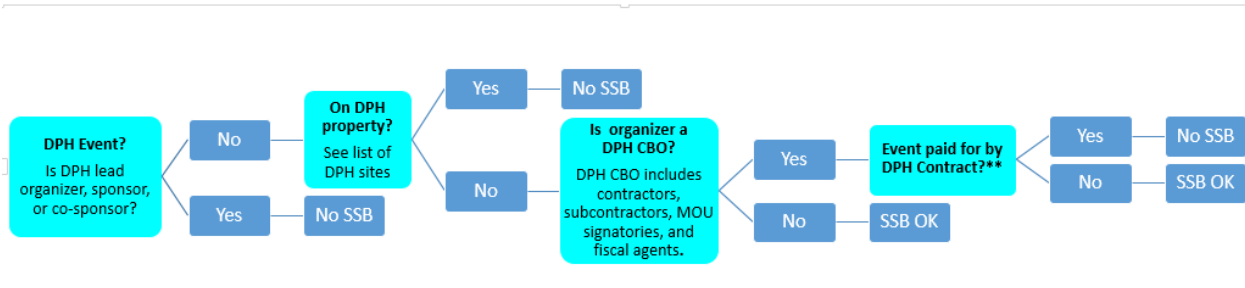 DPH Event?
Is DPH lead
organizer, sponsor,
or co-sponsor?
No
Yes
No SSB
On DPH
property?
See list of
DPH sites
Yes
No SSB
No
Is organizer a
DPH CBO?
DPH CBO includes
contractors,
subcontractors, MOU
signatories, and
fiscal agents.
Yes
No
SSB OK
Event paid for by
DPH Contract?**
Yes
No SSB
No
SSB OK